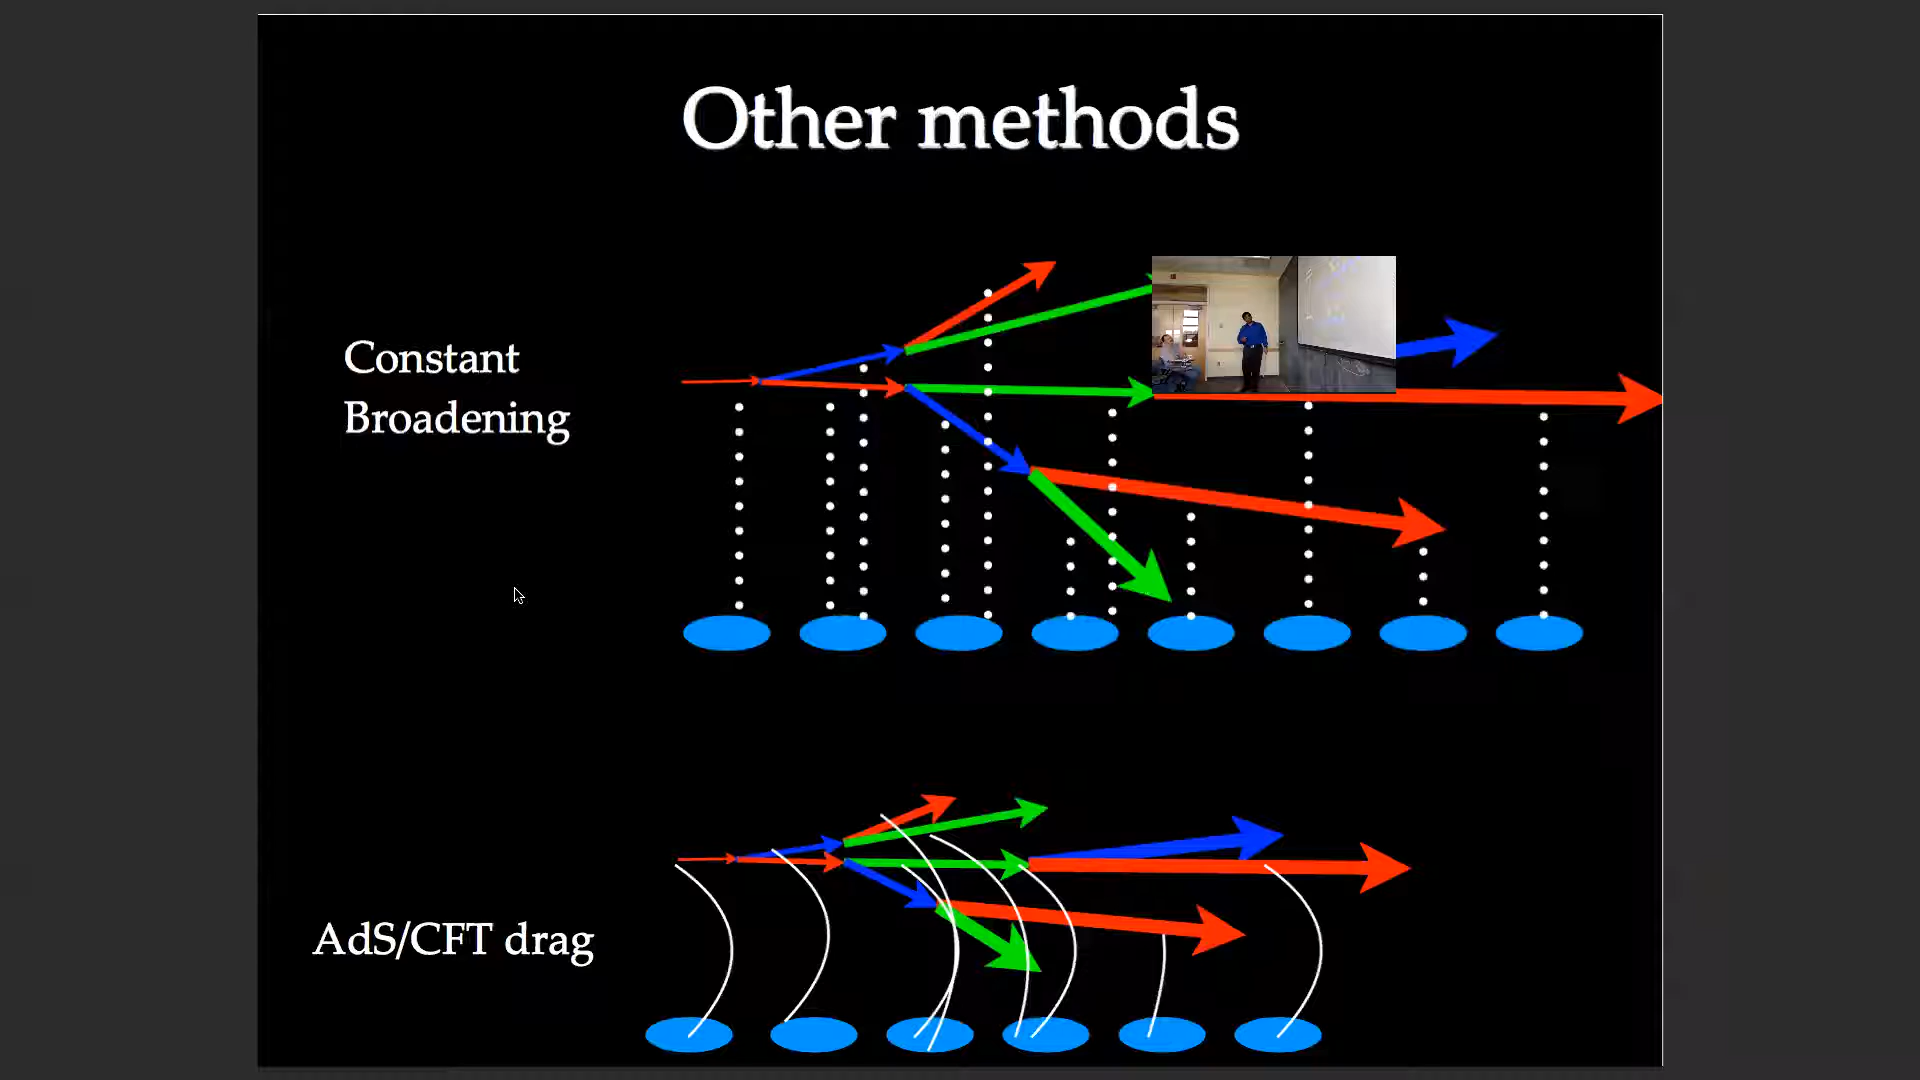 Other methods
Constant
Broadening
AdS/CFT drag